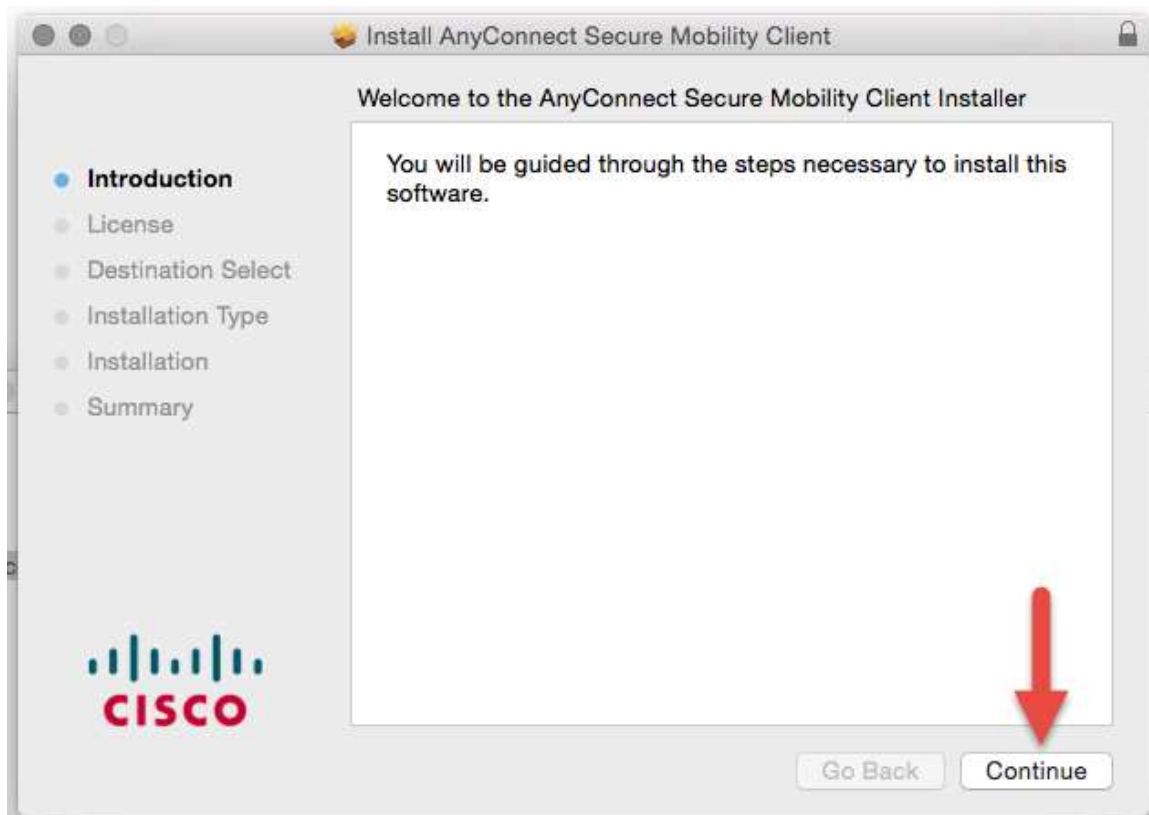 Install AnyConnect Secure Mobility Client
Welcome to the AnyConnect Secure Mobility Client Installer
Introduction
License
Destination Select
Installation Type
Installation
Summary
You will be guided through the steps necessary to install this
software.
CISCO
Go Back
Continue